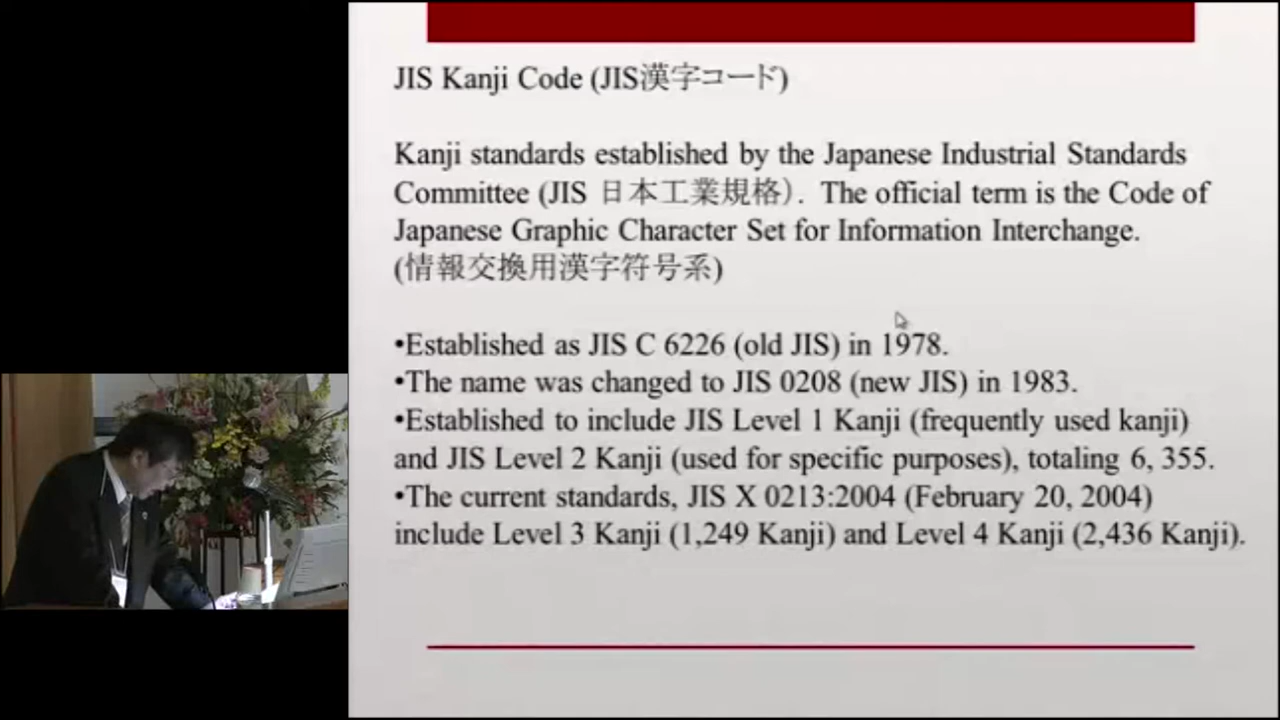 JIS Kanji Code (JIS漢字コード)
Kanji standards established by the Japanese Industrial Standards
Committee (JIS 日本工業規格). The official term is the Code of
Japanese Graphic Character Set for Information Interchange.
(情報交換用漢字符号系)
•Established as JIS C 6226 (old JIS) in 1978.
•The name was changed to JIS 0208 (new JIS) in 1983.
•Established to include JIS Level 1 Kanji (frequently used kanji)
and JIS Level 2 Kanji (used for specific purposes), totaling 6, 355.
•The current standards, JIS X 0213:2004 (February 20, 2004)
include Level 3 Kanji (1,249 Kanji) and Level 4 Kanji (2,436 Kanji).